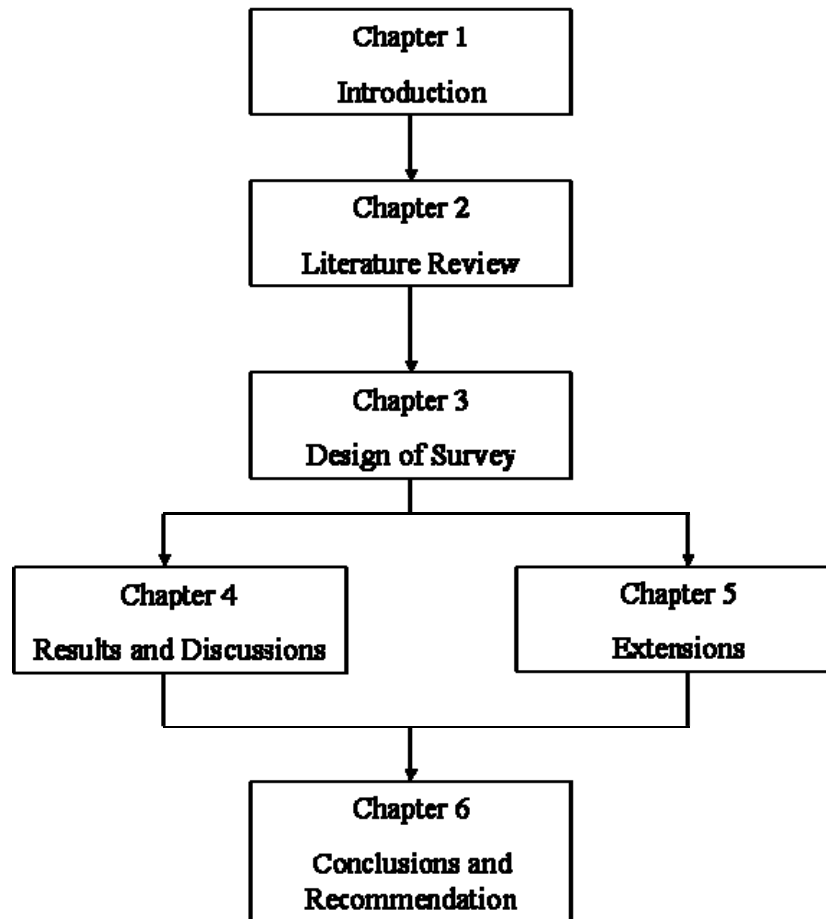 Chapter 1
Introduction
Chapter 2
Literature Review
Chapter 3
Design of Survey
Chapter 4
Results and Discussions
Chapter 5
Extensions
Chapter 6
Conclusions and
Recommendation